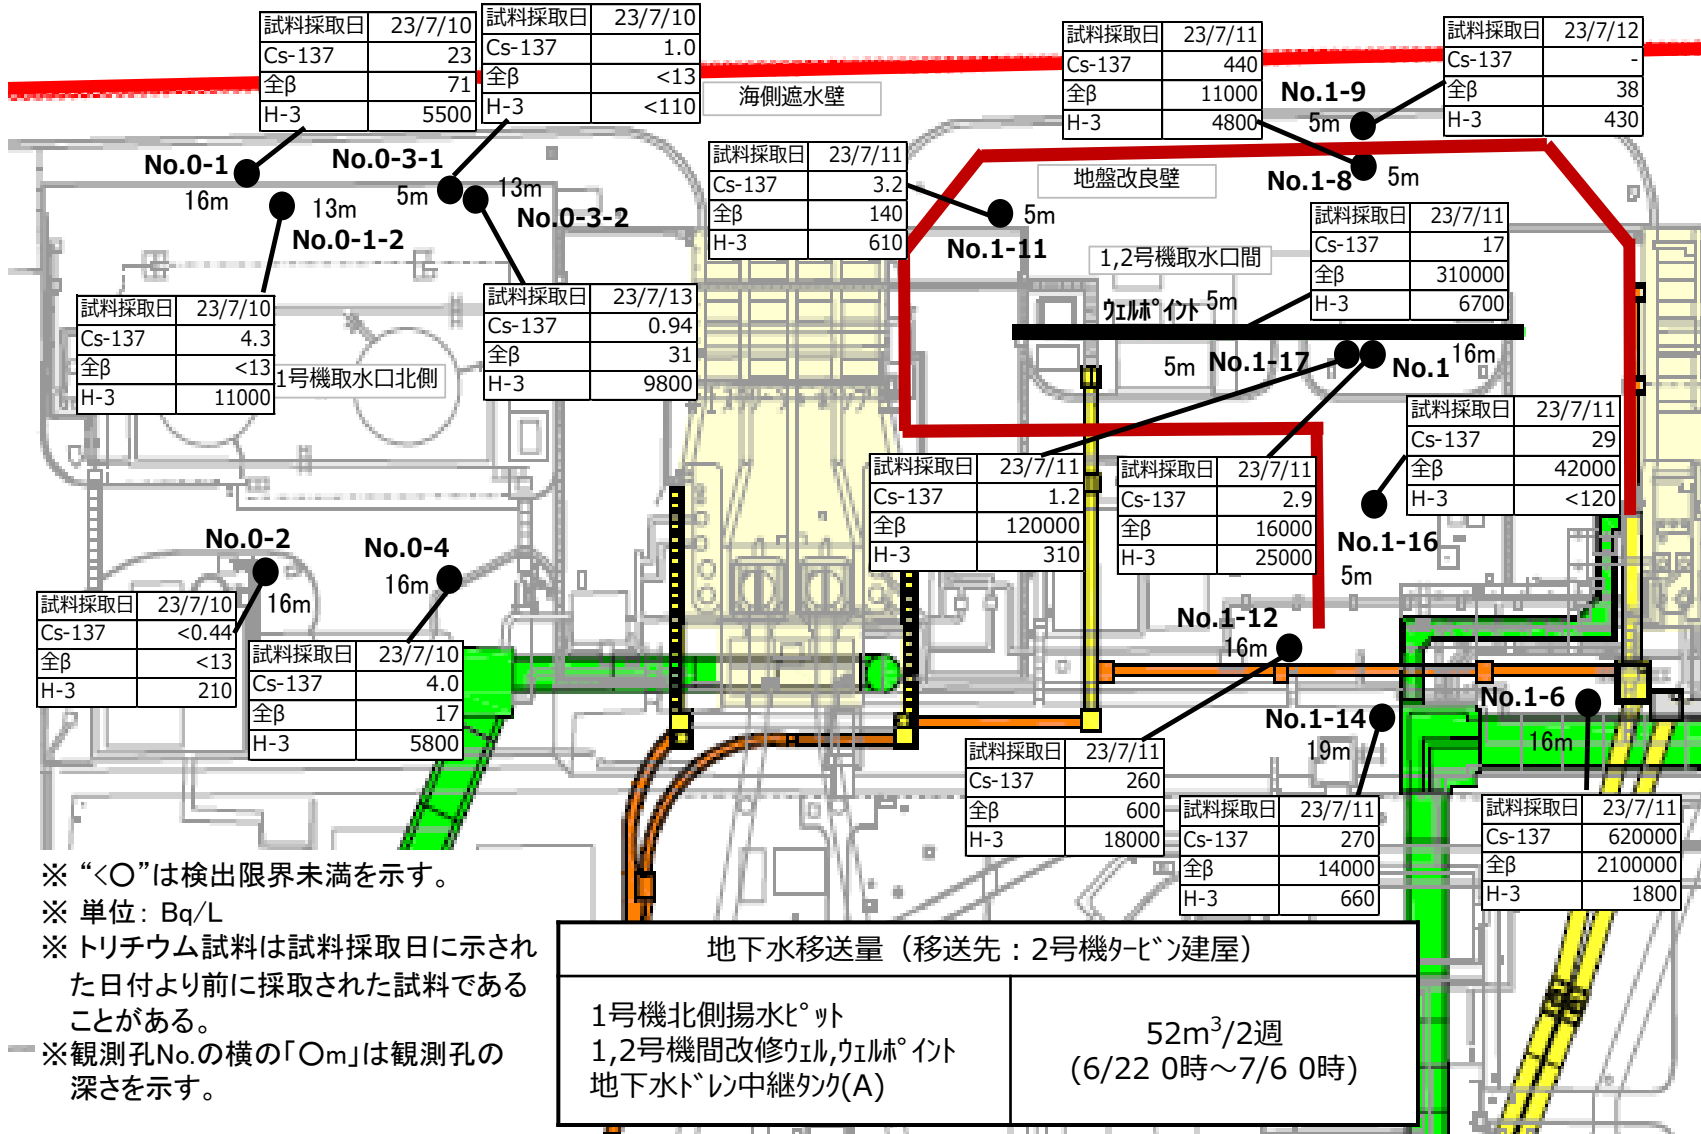 試料採取日 23/7/10
Cs-137 23
全β 71
H-3 5500
試料採取日 23/7/10
Cs-137 1.0
全β <13
H-3 <110
海側遮水壁
試料採取日 23/7/11
Cs-137 440
全β 11000
H-3 4800
試料採取日 23/7/12
Cs-137 -
全β 38
H-3 430
No.1-9
5m
No.0-1
16m
No.0-3-1
5m
13m
No.0-3-2
13m
No.0-1-2
試料採取日 23/7/11
Cs-137 3.2
全β 140
H-3 610
地盤改良壁
No.1-8
5m
5m
No.1-11
試料採取日 23/7/11
Cs-137 17
全β 310000
H-3 6700
1,2号機取水口間
ｳｪﾙﾎﾟｲﾝﾄ 5m
試料採取日 23/7/10
Cs-137 4.3
全β <13
H-3 11000
1号機取水口北側
試料採取日 23/7/13
Cs-137 0.94
全β 31
H-3 9800
5m No.1-17
No.1 16m
試料採取日 23/7/11
Cs-137 29
全β 42000
H-3 <120
試料採取日 23/7/11
Cs-137 1.2
全β 120000
H-3 310
試料採取日 23/7/11
Cs-137 2.9
全β 16000
H-3 25000
No.1-16
5m
No.0-2
16m
No.0-4
16m
試料採取日 23/7/10
Cs-137 <0.44
全β <13
H-3 210
試料採取日 23/7/10
Cs-137 4.0
全β 17
H-3 5800
No.1-12
16m
No.1-14
19m
No.1-6
16m
試料採取日 23/7/11
Cs-137 260
全β 600
H-3 18000
試料採取日 23/7/11
Cs-137 270
全β 14000
H-3 660
試料採取日 23/7/11
Cs-137 620000
全β 2100000
H-3 1800
※ “<〇”は検出限界未満を示す。
※ 単位: Bq/L
※ トリチウム試料は試料採取日に示され
た日付より前に採取された試料である
ことがある。
※観測孔No.の横の「〇m」は観測孔の
深さを示す。
地下水移送量（移送先：2号機ﾀｰﾋﾞﾝ建屋）
1号機北側揚水ﾋﾟｯﾄ
1,2号機間改修ｳｪﾙ,ｳｪﾙﾎﾟｲﾝﾄ
地下水ﾄﾞﾚﾝ中継ﾀﾝｸ(A)
52m³/2週
(6/22 0時～7/6 0時)